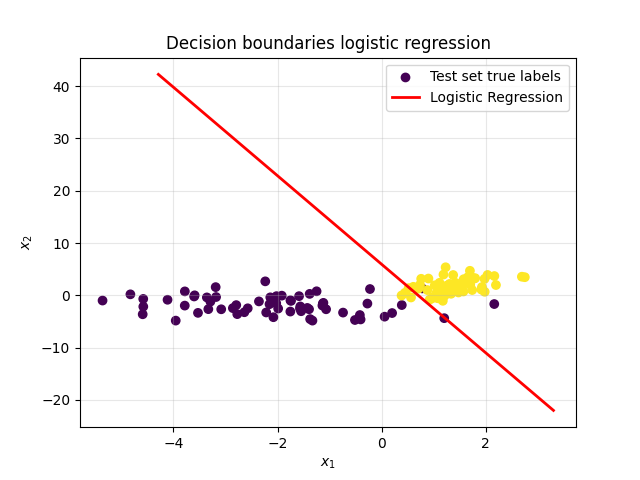 Decision boundaries logistic regression
Test set true labels
Logistic Regression
40
30
20
10
0
−10
−20
x₂
−4
−2
0
2
x₁